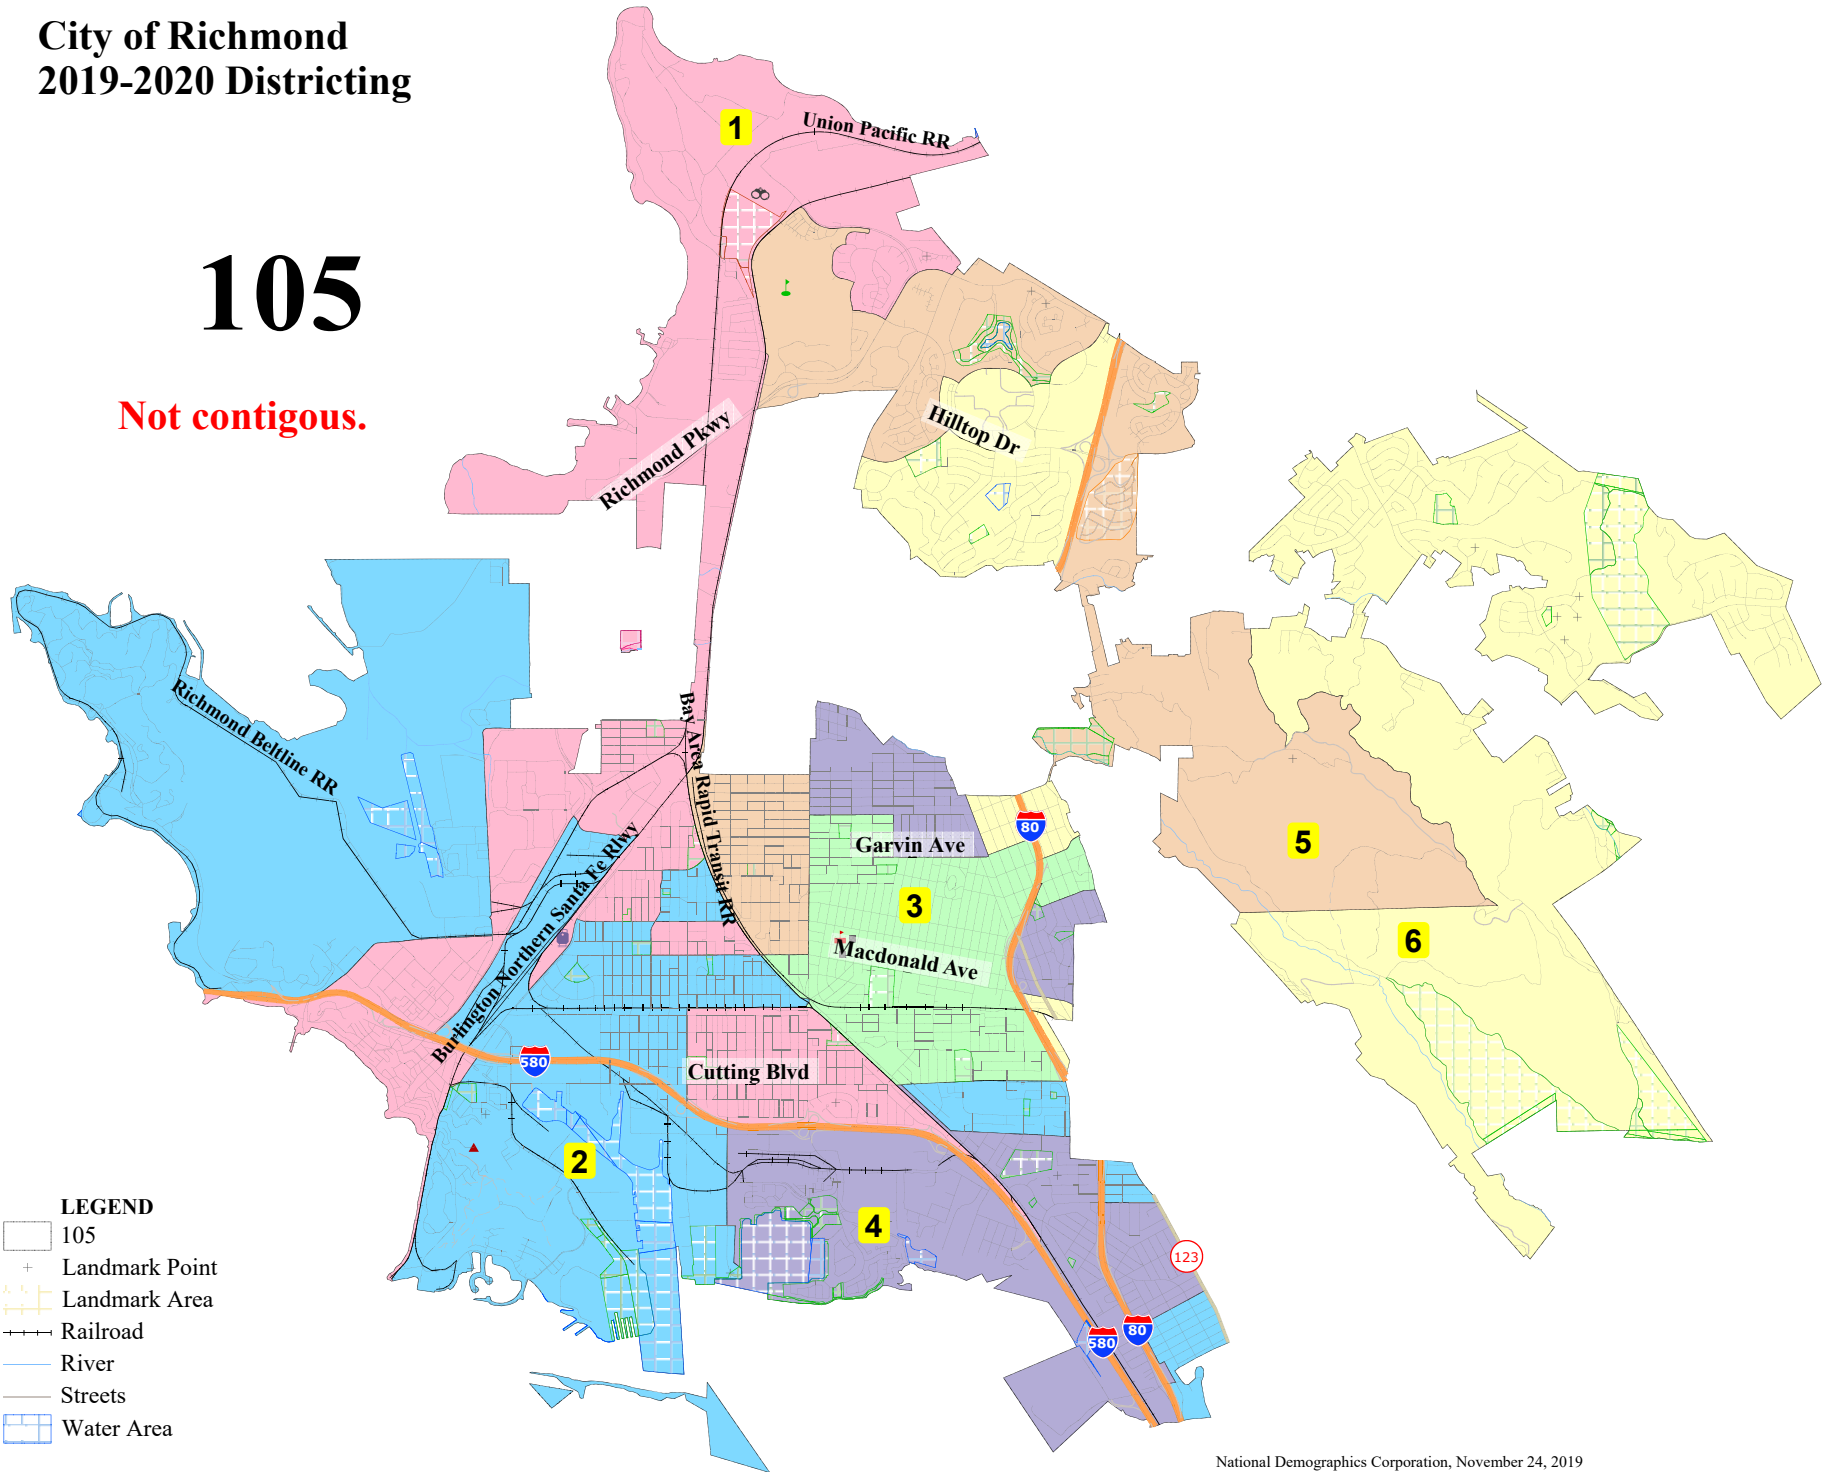 City of Richmond
2019-2020 Districting
105
Not contigous.
1
Union Pacific RR
Richmond Pkwy
Hilltop Dr
Richmond Beltline RR
Bay Area Rapid Transit RR
Burlington Northern Santa Fe Rlwy
Garvin Ave
80
3
Macdonald Ave
5
6
580
Cutting Blvd
2
4
123
580
80
LEGEND
105
Landmark Point
Landmark Area
Railroad
River
Streets
Water Area
National Demographics Corporation, November 24, 2019